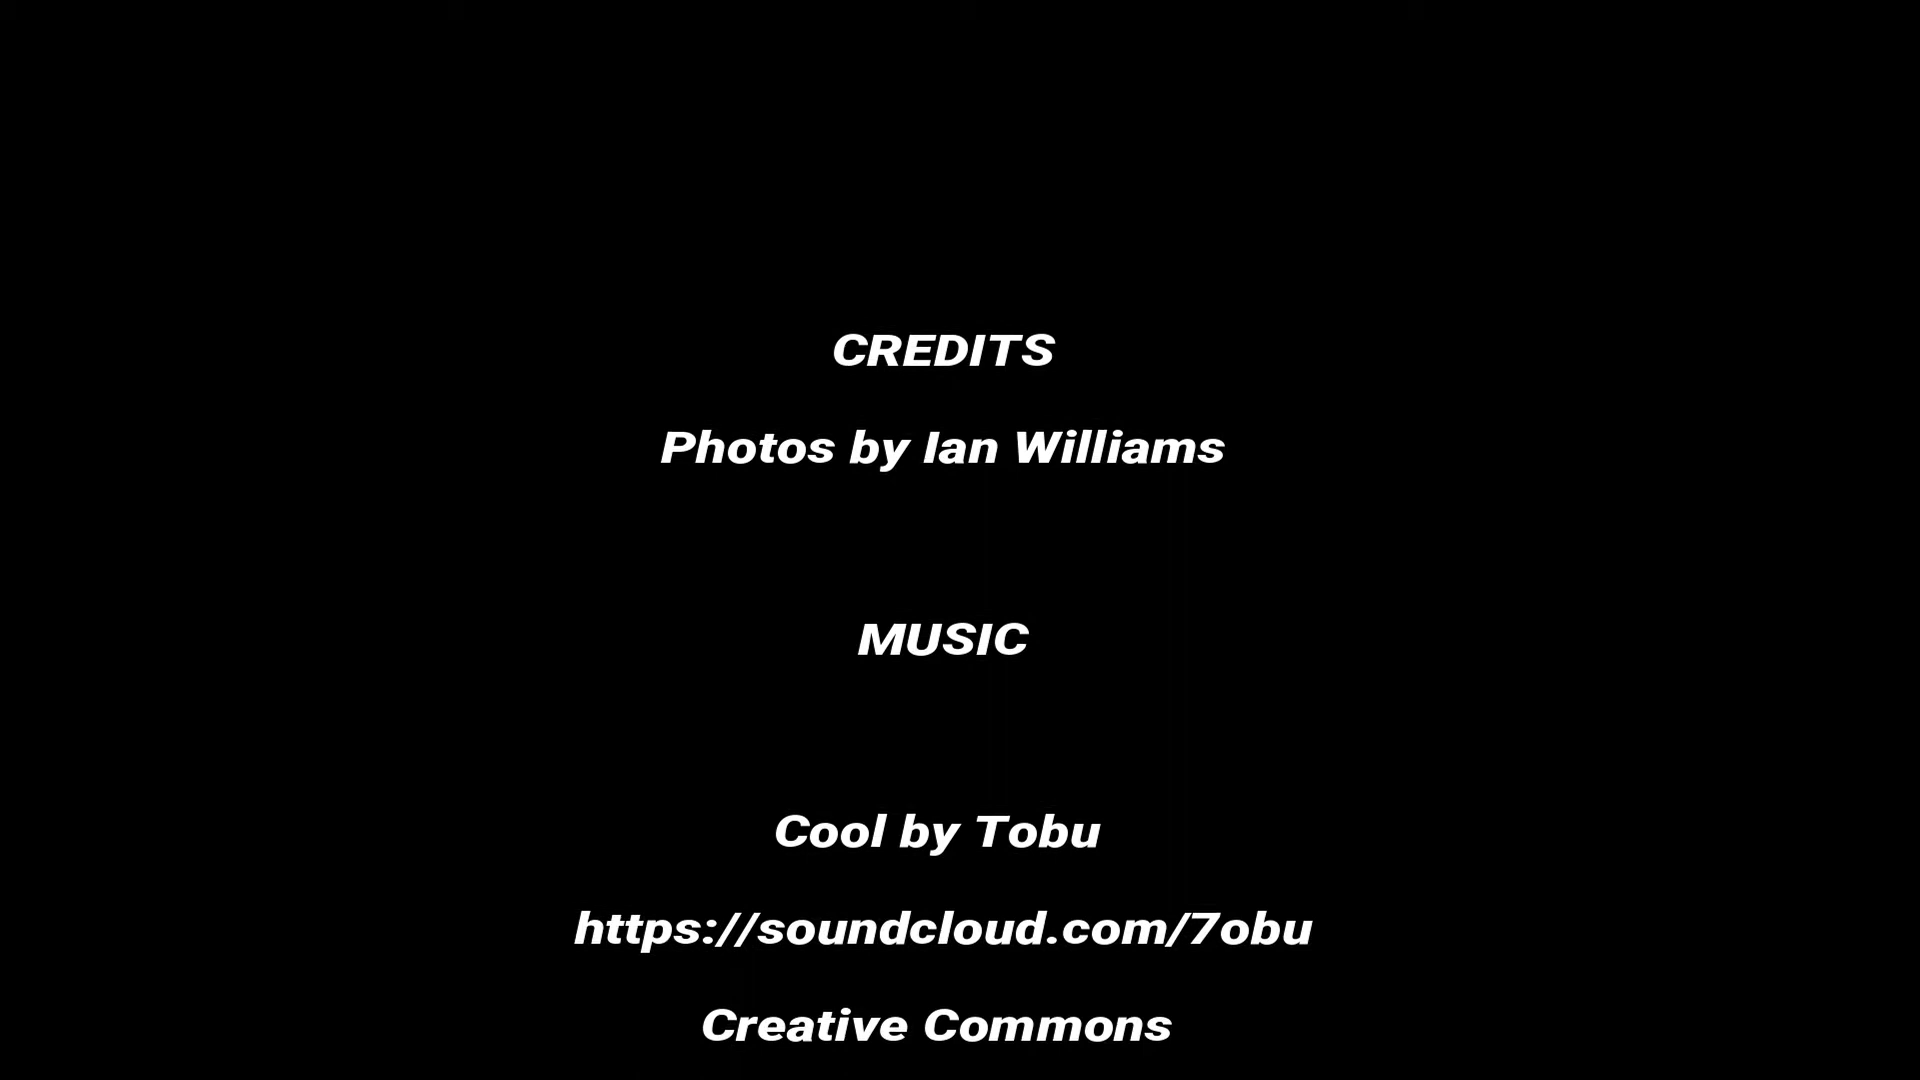 CREDITS
Photos by Ian Williams
MUSIC
Cool by Tobu
https://soundcloud.com/7obu
Creative Commons